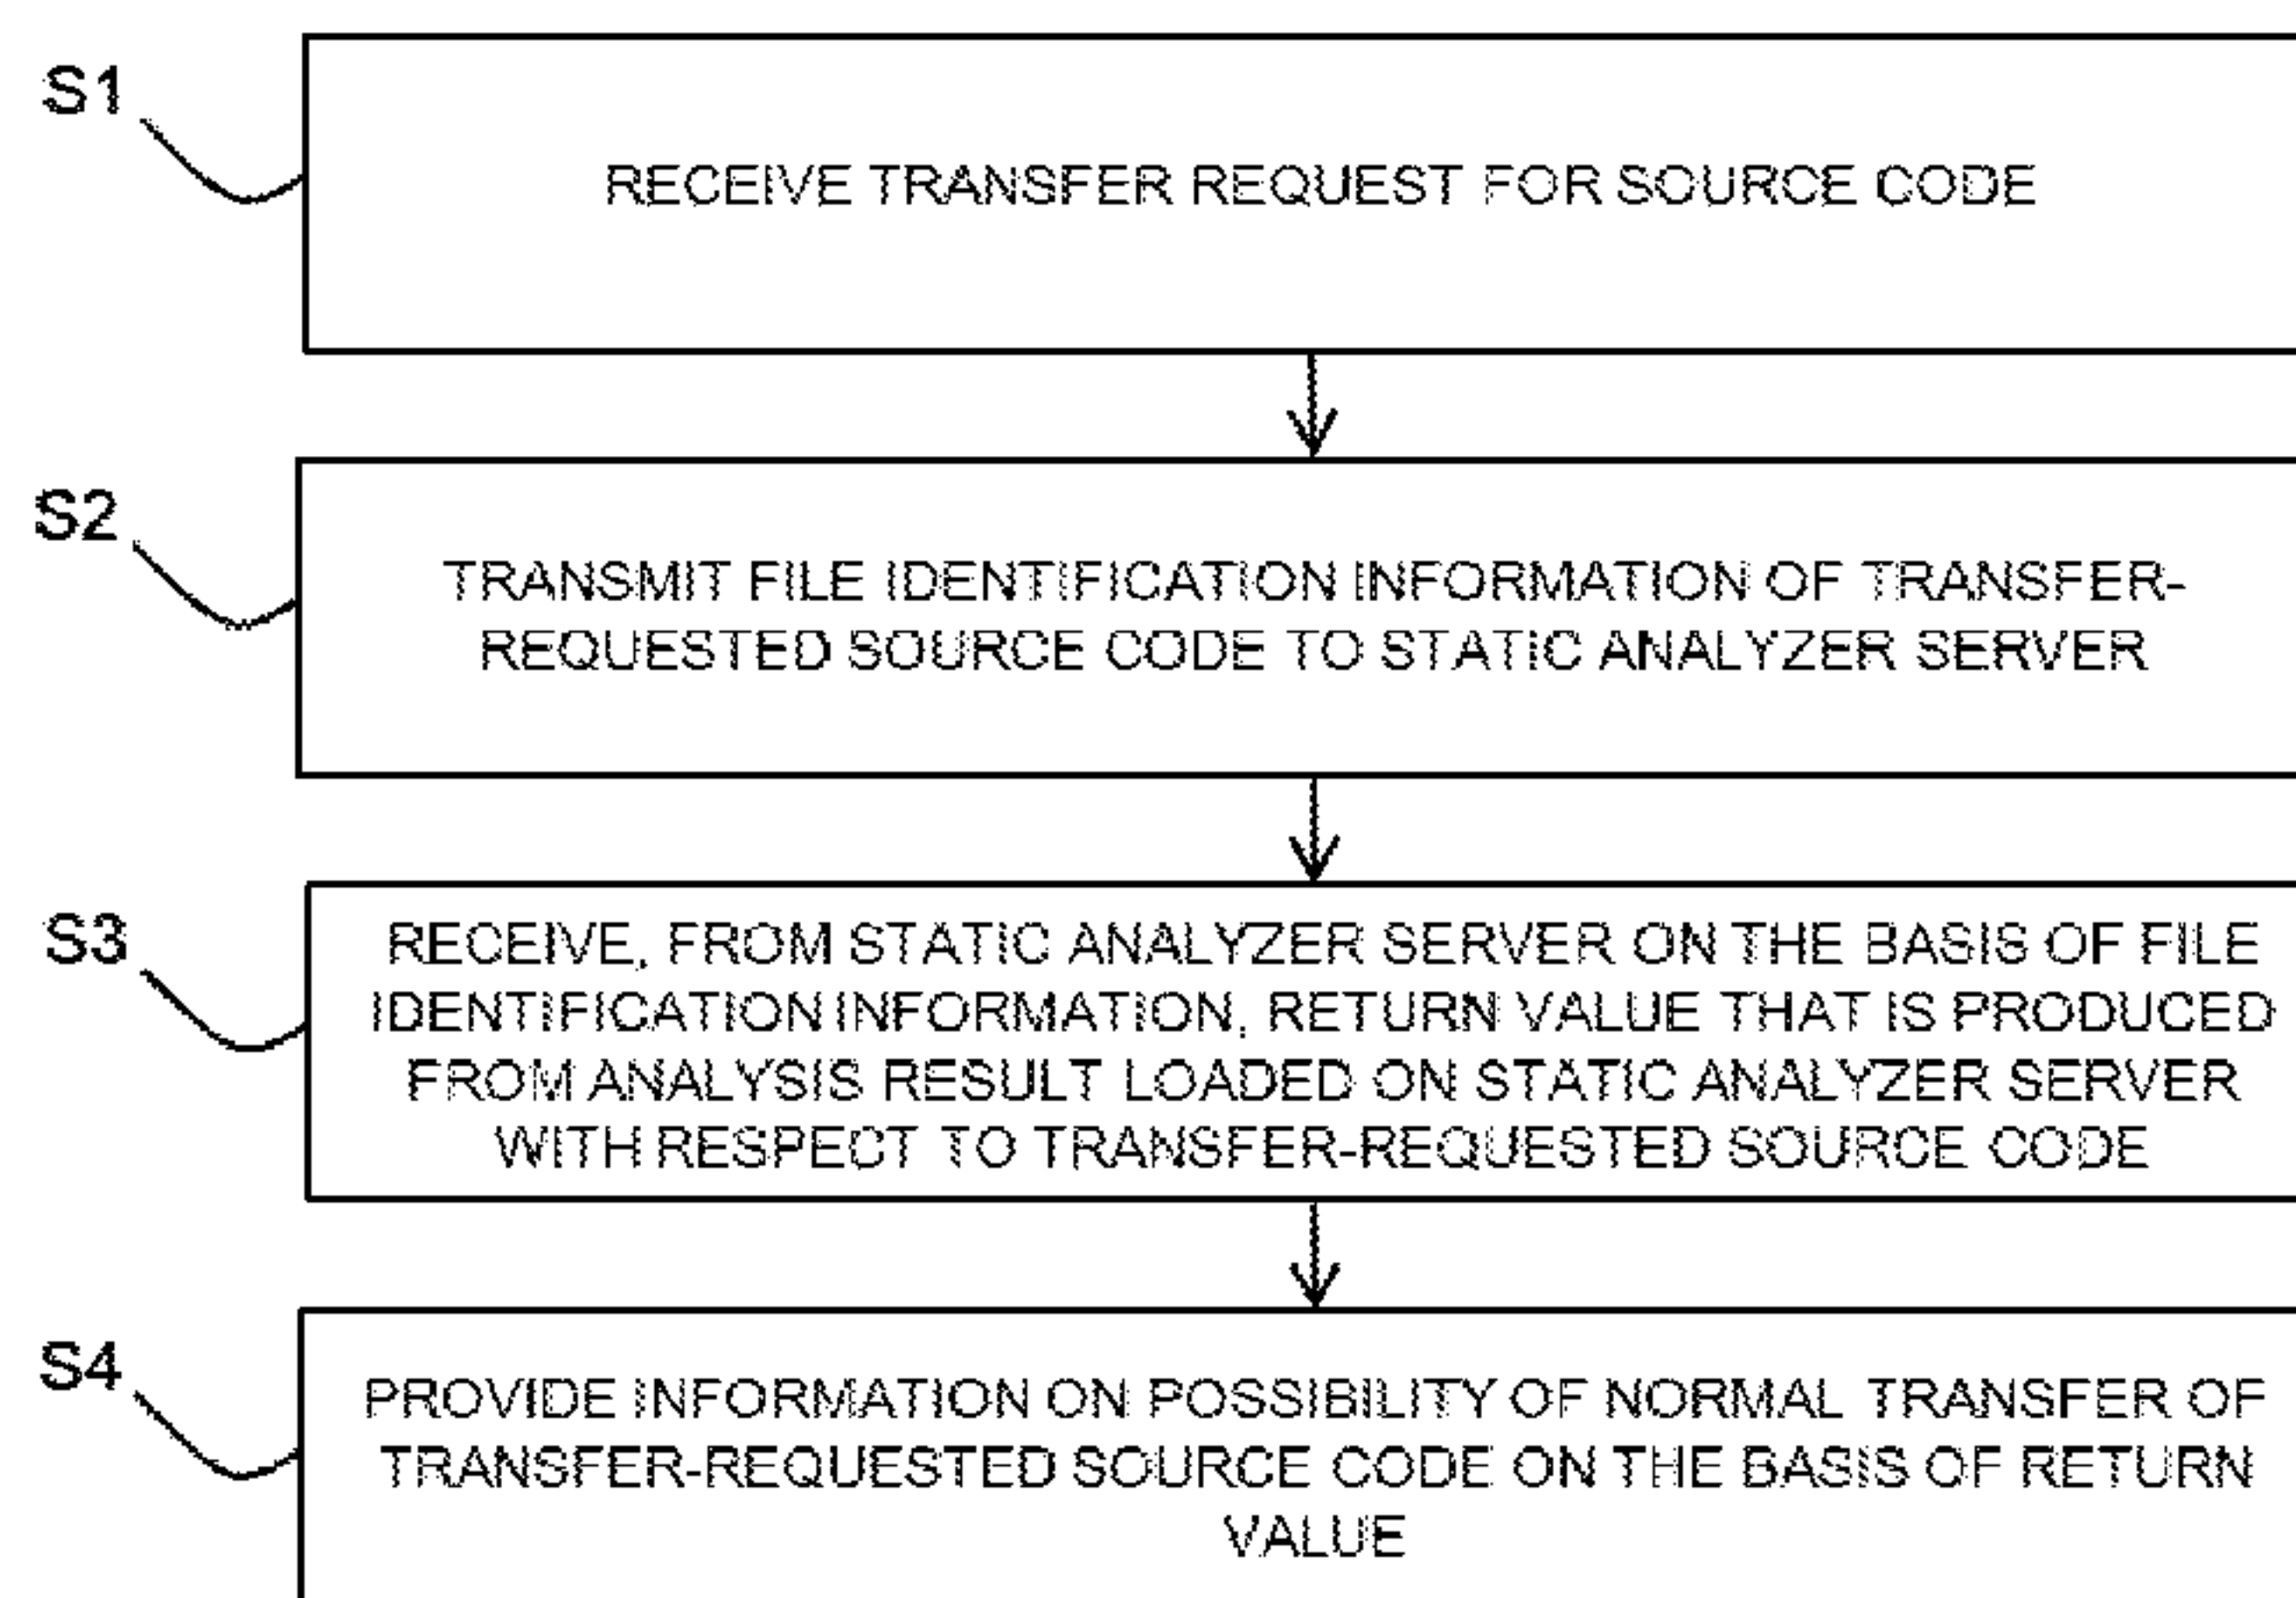 S1
RECEIVE TRANSFER REQUEST FOR SOURCE CODE
S2
TRANSMIT FILE IDENTIFICATION INFORMATION OF TRANSFER-
REQUESTED SOURCE CODE TO STATIC ANALYZER SERVER
S3
RECEIVE, FROM STATIC ANALYZER SERVER ON THE BASIS OF FILE
IDENTIFICATION INFORMATION, RETURN VALUE THAT IS PRODUCED
FROM ANALYSIS RESULT LOADED ON STATIC ANALYZER SERVER
WITH RESPECT TO TRANSFER-REQUESTED SOURCE CODE
S4
PROVIDE INFORMATION ON POSSIBILITY OF NORMAL TRANSFER OF
TRANSFER-REQUESTED SOURCE CODE ON THE BASIS OF RETURN
VALUE